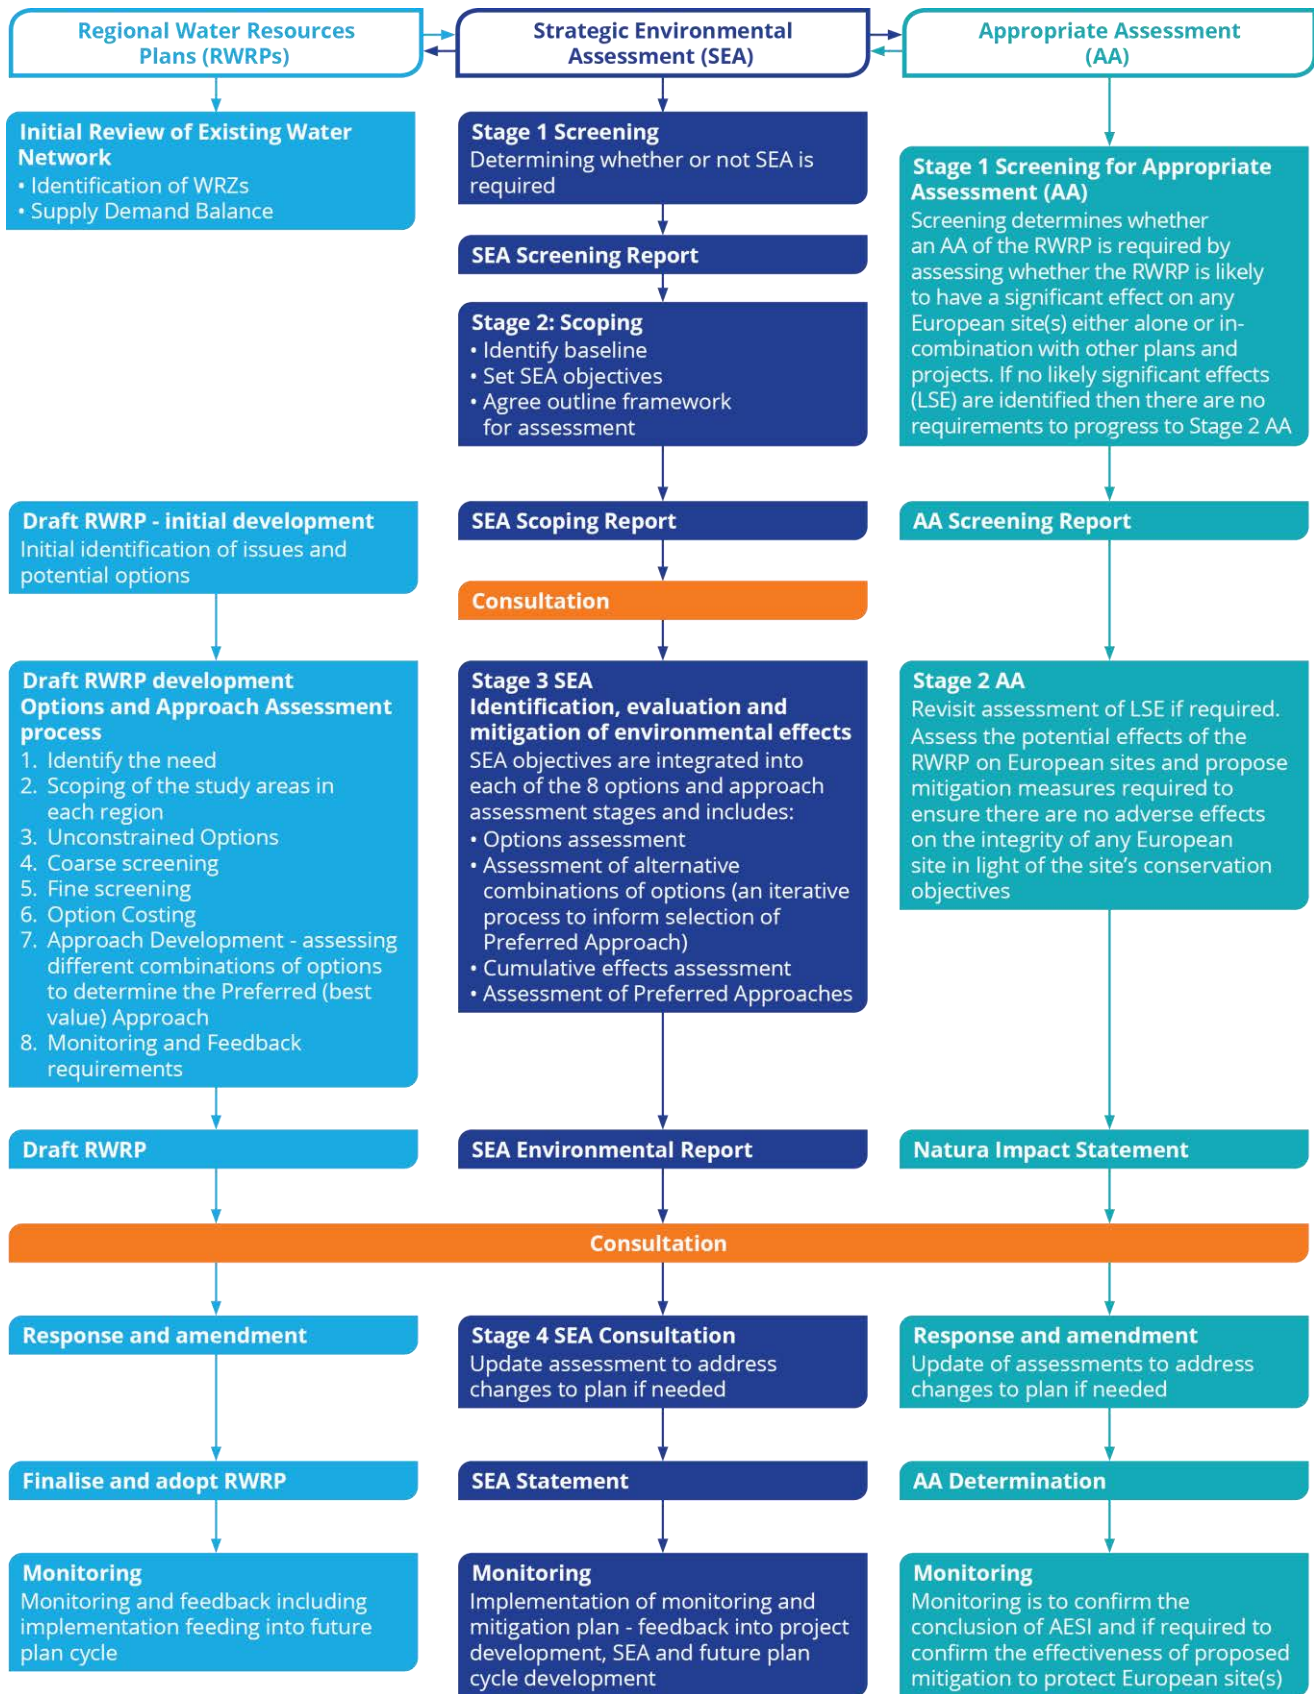 Regional Water Resources
Plans (RWRPs)
Strategic Environmental
Assessment (SEA)
Appropriate Assessment
(AA)
Initial Review of Existing Water
Network
• Identification of WRZs
• Supply Demand Balance
Stage 1 Screening
Determining whether or not SEA is
required
SEA Screening Report
Stage 2: Scoping
• Identify baseline
• Set SEA objectives
• Agree outline framework
for assessment
Stage 1 Screening for Appropriate
Assessment (AA)
Screening determines whether
an AA of the RWRP is required by
assessing whether the RWRP is likely
to have a significant effect on any
European site(s) either alone or in-
combination with other plans and
projects. If no likely significant effects
(LSE) are identified then there are no
requirements to progress to Stage 2 AA
Draft RWRP - initial development
Initial identification of issues and
potential options
SEA Scoping Report
AA Screening Report
Consultation
Draft RWRP development
Options and Approach Assessment
process
1. Identify the need
2. Scoping of the study areas in
each region
3. Unconstrained Options
4. Coarse screening
5. Fine screening
6. Option Costing
7. Approach Development - assessing
different combinations of options
to determine the Preferred (best
value) Approach
8. Monitoring and Feedback
requirements
Stage 3 SEA
Identification, evaluation and
mitigation of environmental effects
SEA objectives are integrated into
each of the 8 options and approach
assessment stages and includes:
• Options assessment
• Assessment of alternative
combinations of options (an iterative
process to inform selection of
Preferred Approach)
• Cumulative effects assessment
• Assessment of Preferred Approaches
Stage 2 AA
Revisit assessment of LSE if required.
Assess the potential effects of the
RWRP on European sites and propose
mitigation measures required to
ensure there are no adverse effects
on the integrity of any European
site in light of the site’s conservation
objectives
Draft RWRP
SEA Environmental Report
Natura Impact Statement
Consultation
Response and amendment
Stage 4 SEA Consultation
Update assessment to address
changes to plan if needed
Response and amendment
Update of assessments to address
changes to plan if needed
Finalise and adopt RWRP
SEA Statement
AA Determination
Monitoring
Monitoring and feedback including
implementation feeding into future
plan cycle
Monitoring
Implementation of monitoring and
mitigation plan - feedback into project
development, SEA and future plan
cycle development
Monitoring
Monitoring is to confirm the
conclusion of AESI and if required to
confirm the effectiveness of proposed
mitigation to protect European site(s)